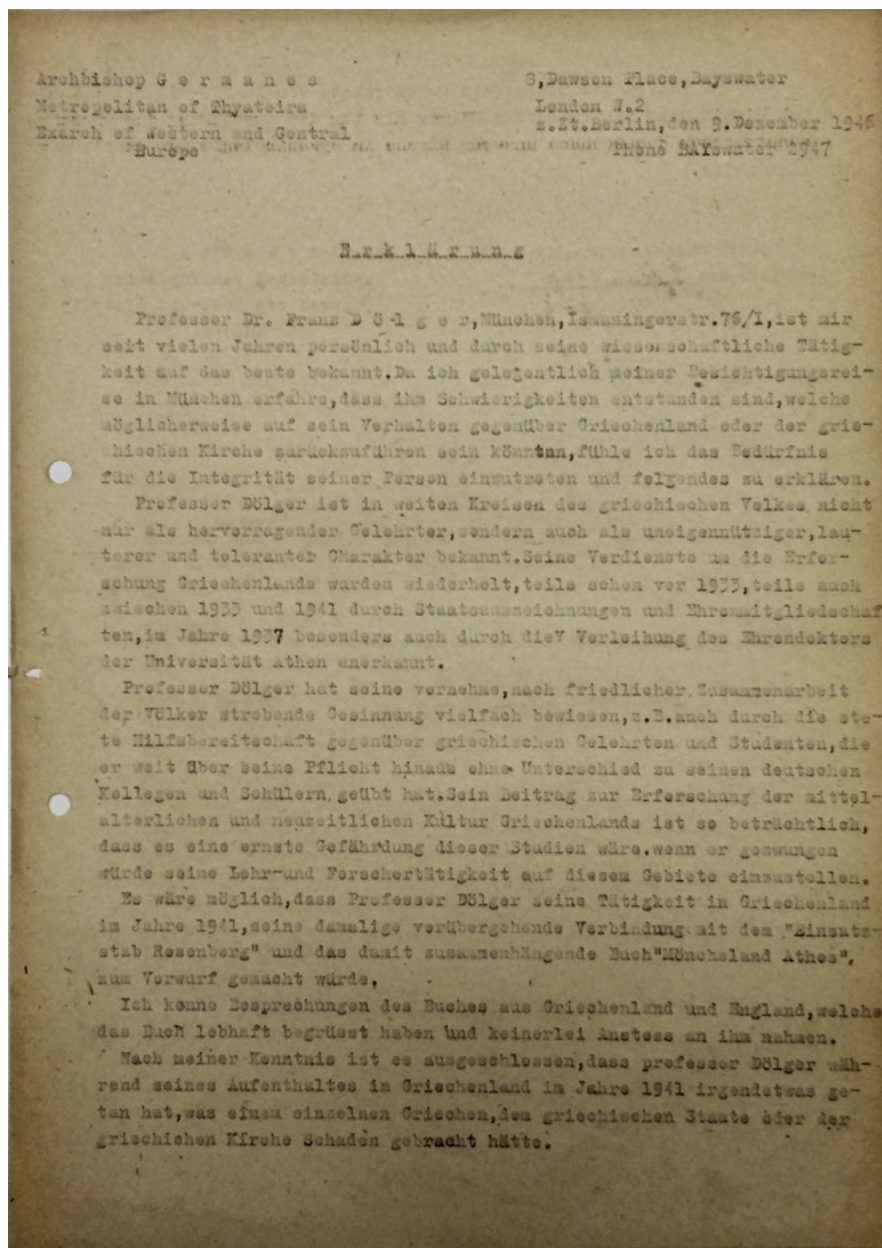 Archbishop G e r m a n o s 8,Dawson Place,Bayswater
Metropolitan of Thyateira London W.2
Exarch of Western and Central z.Zt.Berlin,den 9.Dezember 1946
Europe Phone BAYswater 2947
E r k l ä r u n g
Professor Dr. Franz D ö l g e r,München,Ismaningerstr.76/I,ist mir
seit vielen Jahren persönlich und durch seine wissenschaftliche Tätig-
keit auf das beste bekannt.Da ich gelegentlich meiner Besichtigungsrei-
se in München erfahre,dass ihm Schwierigkeiten entstanden sind,welche
möglicherweise auf sein Verhalten gegenüber Griechenland oder der grie-
chischen Kirche zurückzuführen sein könntan,fühle ich das Bedürfnis
für die Integrität seiner Person einzutreten und folgendes zu erklären.
Professor Dölger ist in weiten Kreisen des griechischen Volkes nicht
nur als hervorragender Gelehrter,sondern auch als uneigennütziger,lau-
terer und toleranter Charakter bekannt.Seine Verdienste um die Erfor-
schung Griechenlands wurden wiederholt,teils schon vor 1933,teils auch
zwischen 1933 und 1941 durch Staatsauszeichnungen und Ehrenmitgliedschaf
ten,im Jahre 1937 besonders auch durch dieV Verleihung des Ehrendoktors
der Universität Athen anerkannt.
Professor Dölger hat seine vornehme,nach friedlicher Zusammenarbeit
der Völker strebende Gesinnung vielfach bewiesen,z.B.auch durch die ste-
te Hilfsbereitschaft gegenüber griechischen Gelehrten und Studenten,die
er weit über seine Pflicht hinaus ohne Unterschied zu seinen deutschen
Kollegen und Schülern geübt hat.Sein Beitrag zur Erforschung der mittel-
alterlichen und neuzeitlichen Kultur Griechenlands ist so beträchtlich,
dass es eine ernste Gefährdung dieser Studien wäre.wenn er gezwungen
würde seine Lehr-und Forschertätigkeit auf diesem Gebiete einzustellen.
Es wäre möglich,dass Professor Dölger seine Tätigkeit in Griechenland
im Jahre 1941,seine damalige vorübergehende Verbindung mit dem "Einsatz-
stab Rosenberg" und das damit zusammenhängende Buch"Mönchsland Athos",
zum Vorwurf gemacht würde.
Ich kenne Besprechungen des Buches aus Griechenland und England,welche
das Buch lebhaft begrüsst haben und keinerlei Anstoss an ihm nahmen.
Nach meiner Kenntnis ist es ausgeschlossen,dass professor Dölger wäh-
rend seines Aufenthaltes in Griechenland im Jahre 1941 irgendetwas ge-
tan hat,was einem einzelnen Griechen,dem griechischen Staate oder der
griechichen Kirche Schaden gebracht hätte.